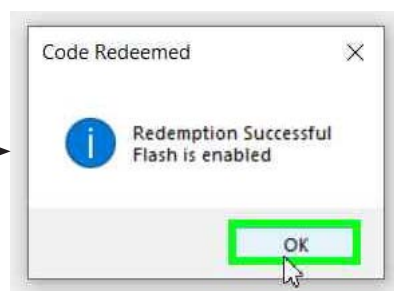 Code Redeemed
Redemption Successful
Flash is enabled
OK